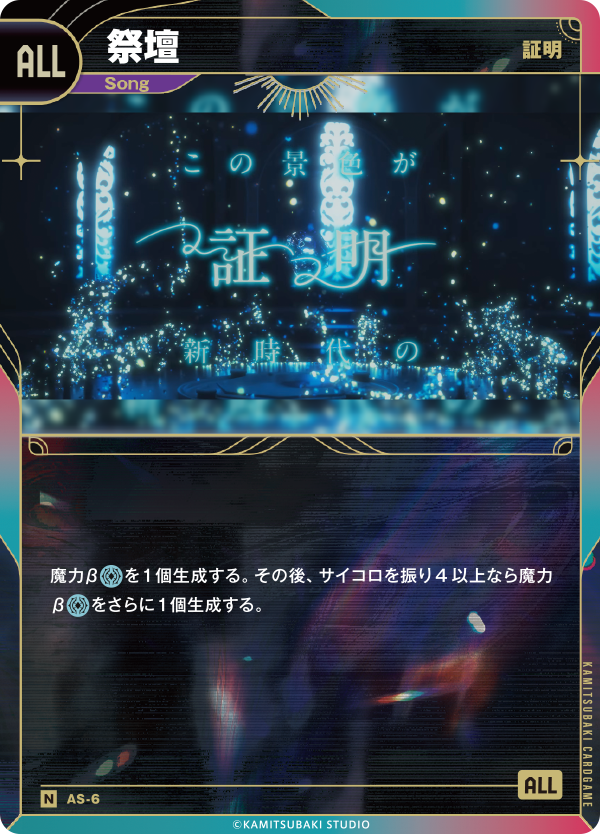 ALL
祭壇
証明
Song
この景色が
証明
新時代の
魔力βを1個生成する。その後、サイコロを振り4以上なら魔力
βをさらに1個生成する。
KAMITSUBAKI CARDGAME
ALL
N AS-6
©KAMITSUBAKI STUDIO